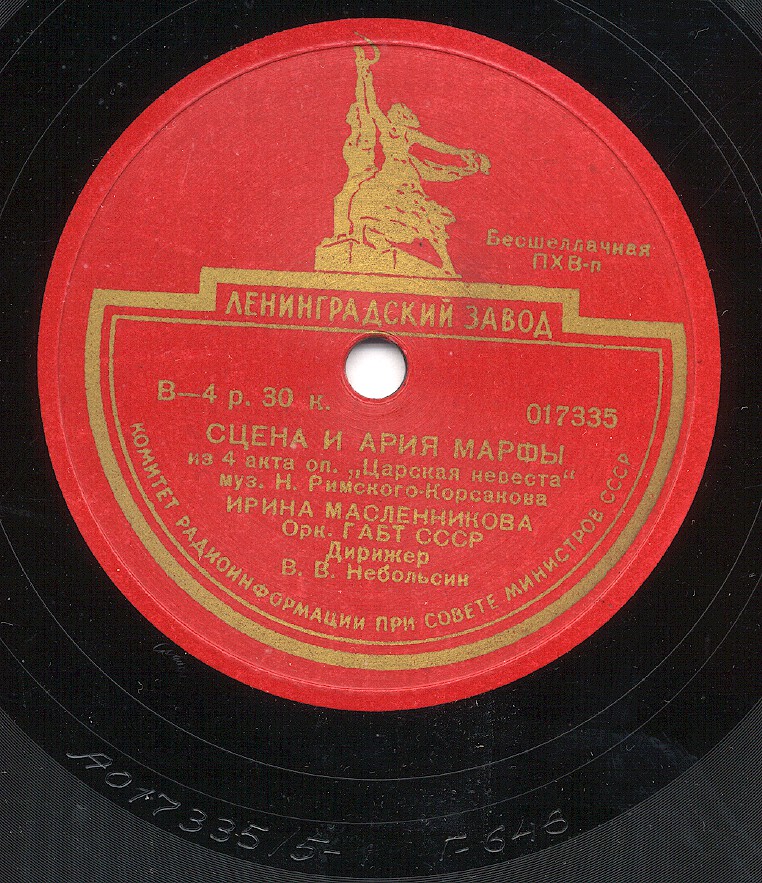 Бесшеллачная
ПХВ-п
ЛЕНИНГРАДСКИЙ ЗАВОД
В—4 р. 30 к.
017335
СЦЕНА И АРИЯ МАРФЫ
из 4 акта оп. „Царская невеста“
муз. Н. Римского-Корсакова
ИРИНА МАСЛЕННИКОВА
Орк. ГАБТ СССР
Дирижер
В. В. Небольсин
КОМИТЕТ РАДИОИНФОРМАЦИИ ПРИ СОВЕТЕ МИНИСТРОВ СССР
А017335/5- Г-646